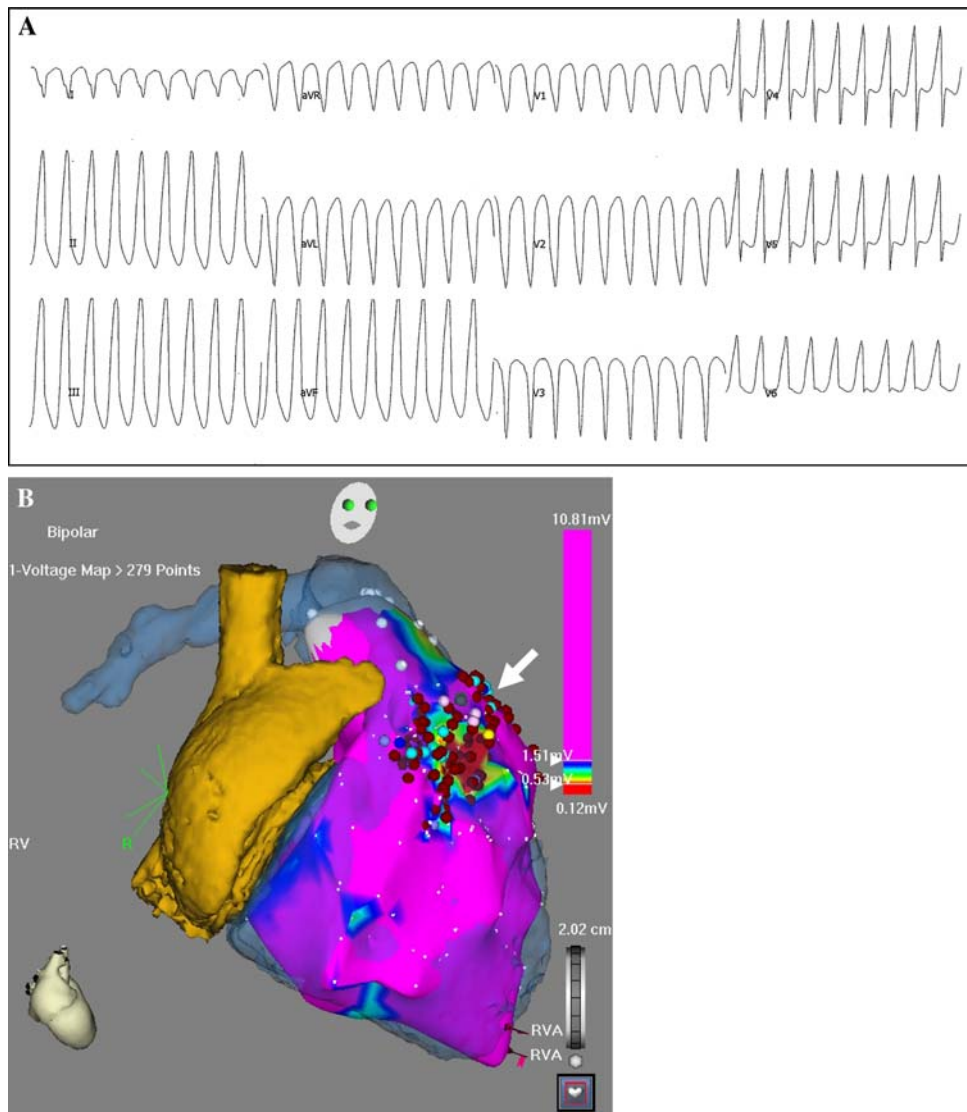 A
I
aVR
V1
V4
II
aVL
V2
V5
III
aVF
V3
V6
B
Bipolar
1-Voltage Map > 279 Points
10.81mV
1.51mV
0.53mV
0.12mV
RV
R
2.02 cm
RVA
RVA